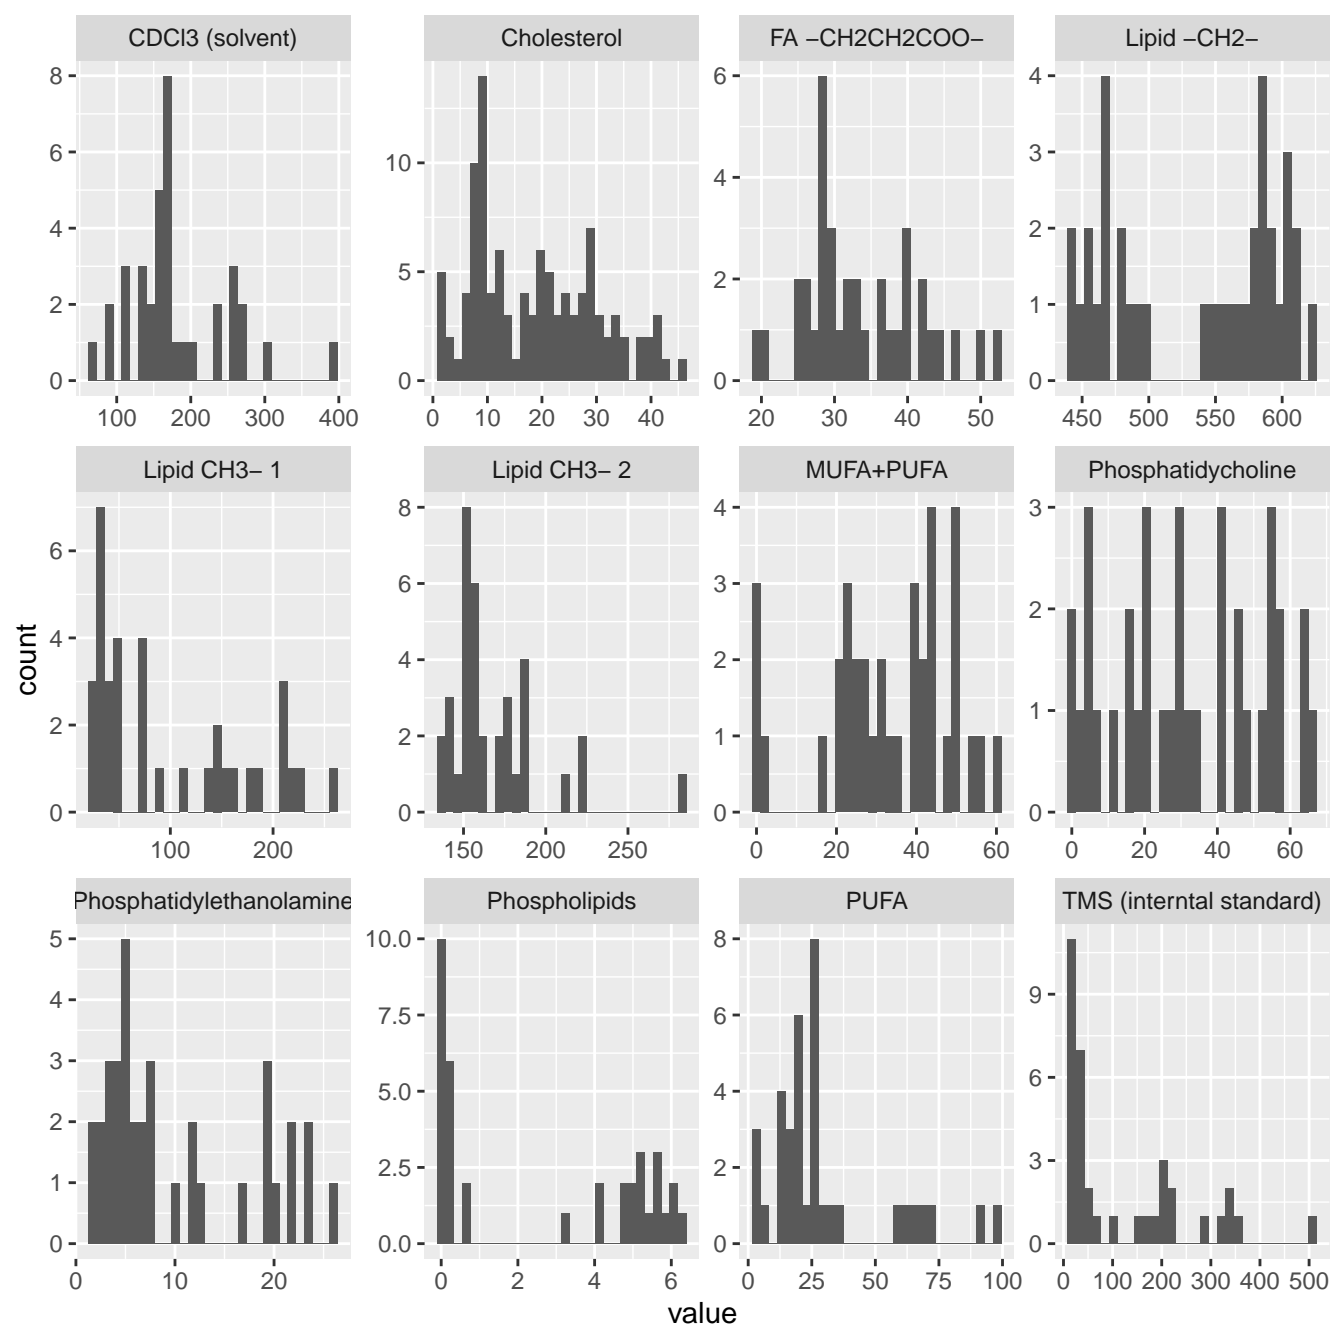 CDCl3 (solvent)
Cholesterol
FA −CH2CH2COO−
Lipid −CH2−
8
6
4
2
0
100 200 300 400
10
5
0
0 10 20 30 40
6
4
2
0
20 30 40 50
4
3
2
1
0
450 500 550 600
Lipid CH3− 1
Lipid CH3− 2
MUFA+PUFA
Phosphatidycholine
count
6
4
2
0
100 200
8
6
4
2
0
150 200 250
4
3
2
1
0
0 20 40 60
3
2
1
0
0 20 40 60
Phosphatidylethanolamine
Phospholipids
PUFA
TMS (interntal standard)
5
4
3
2
1
0
0 10 20
10.0
7.5
5.0
2.5
0.0
0 2 4 6
8
6
4
2
0
0 25 50 75 100
9
6
3
0
0 100 200 300 400 500
value